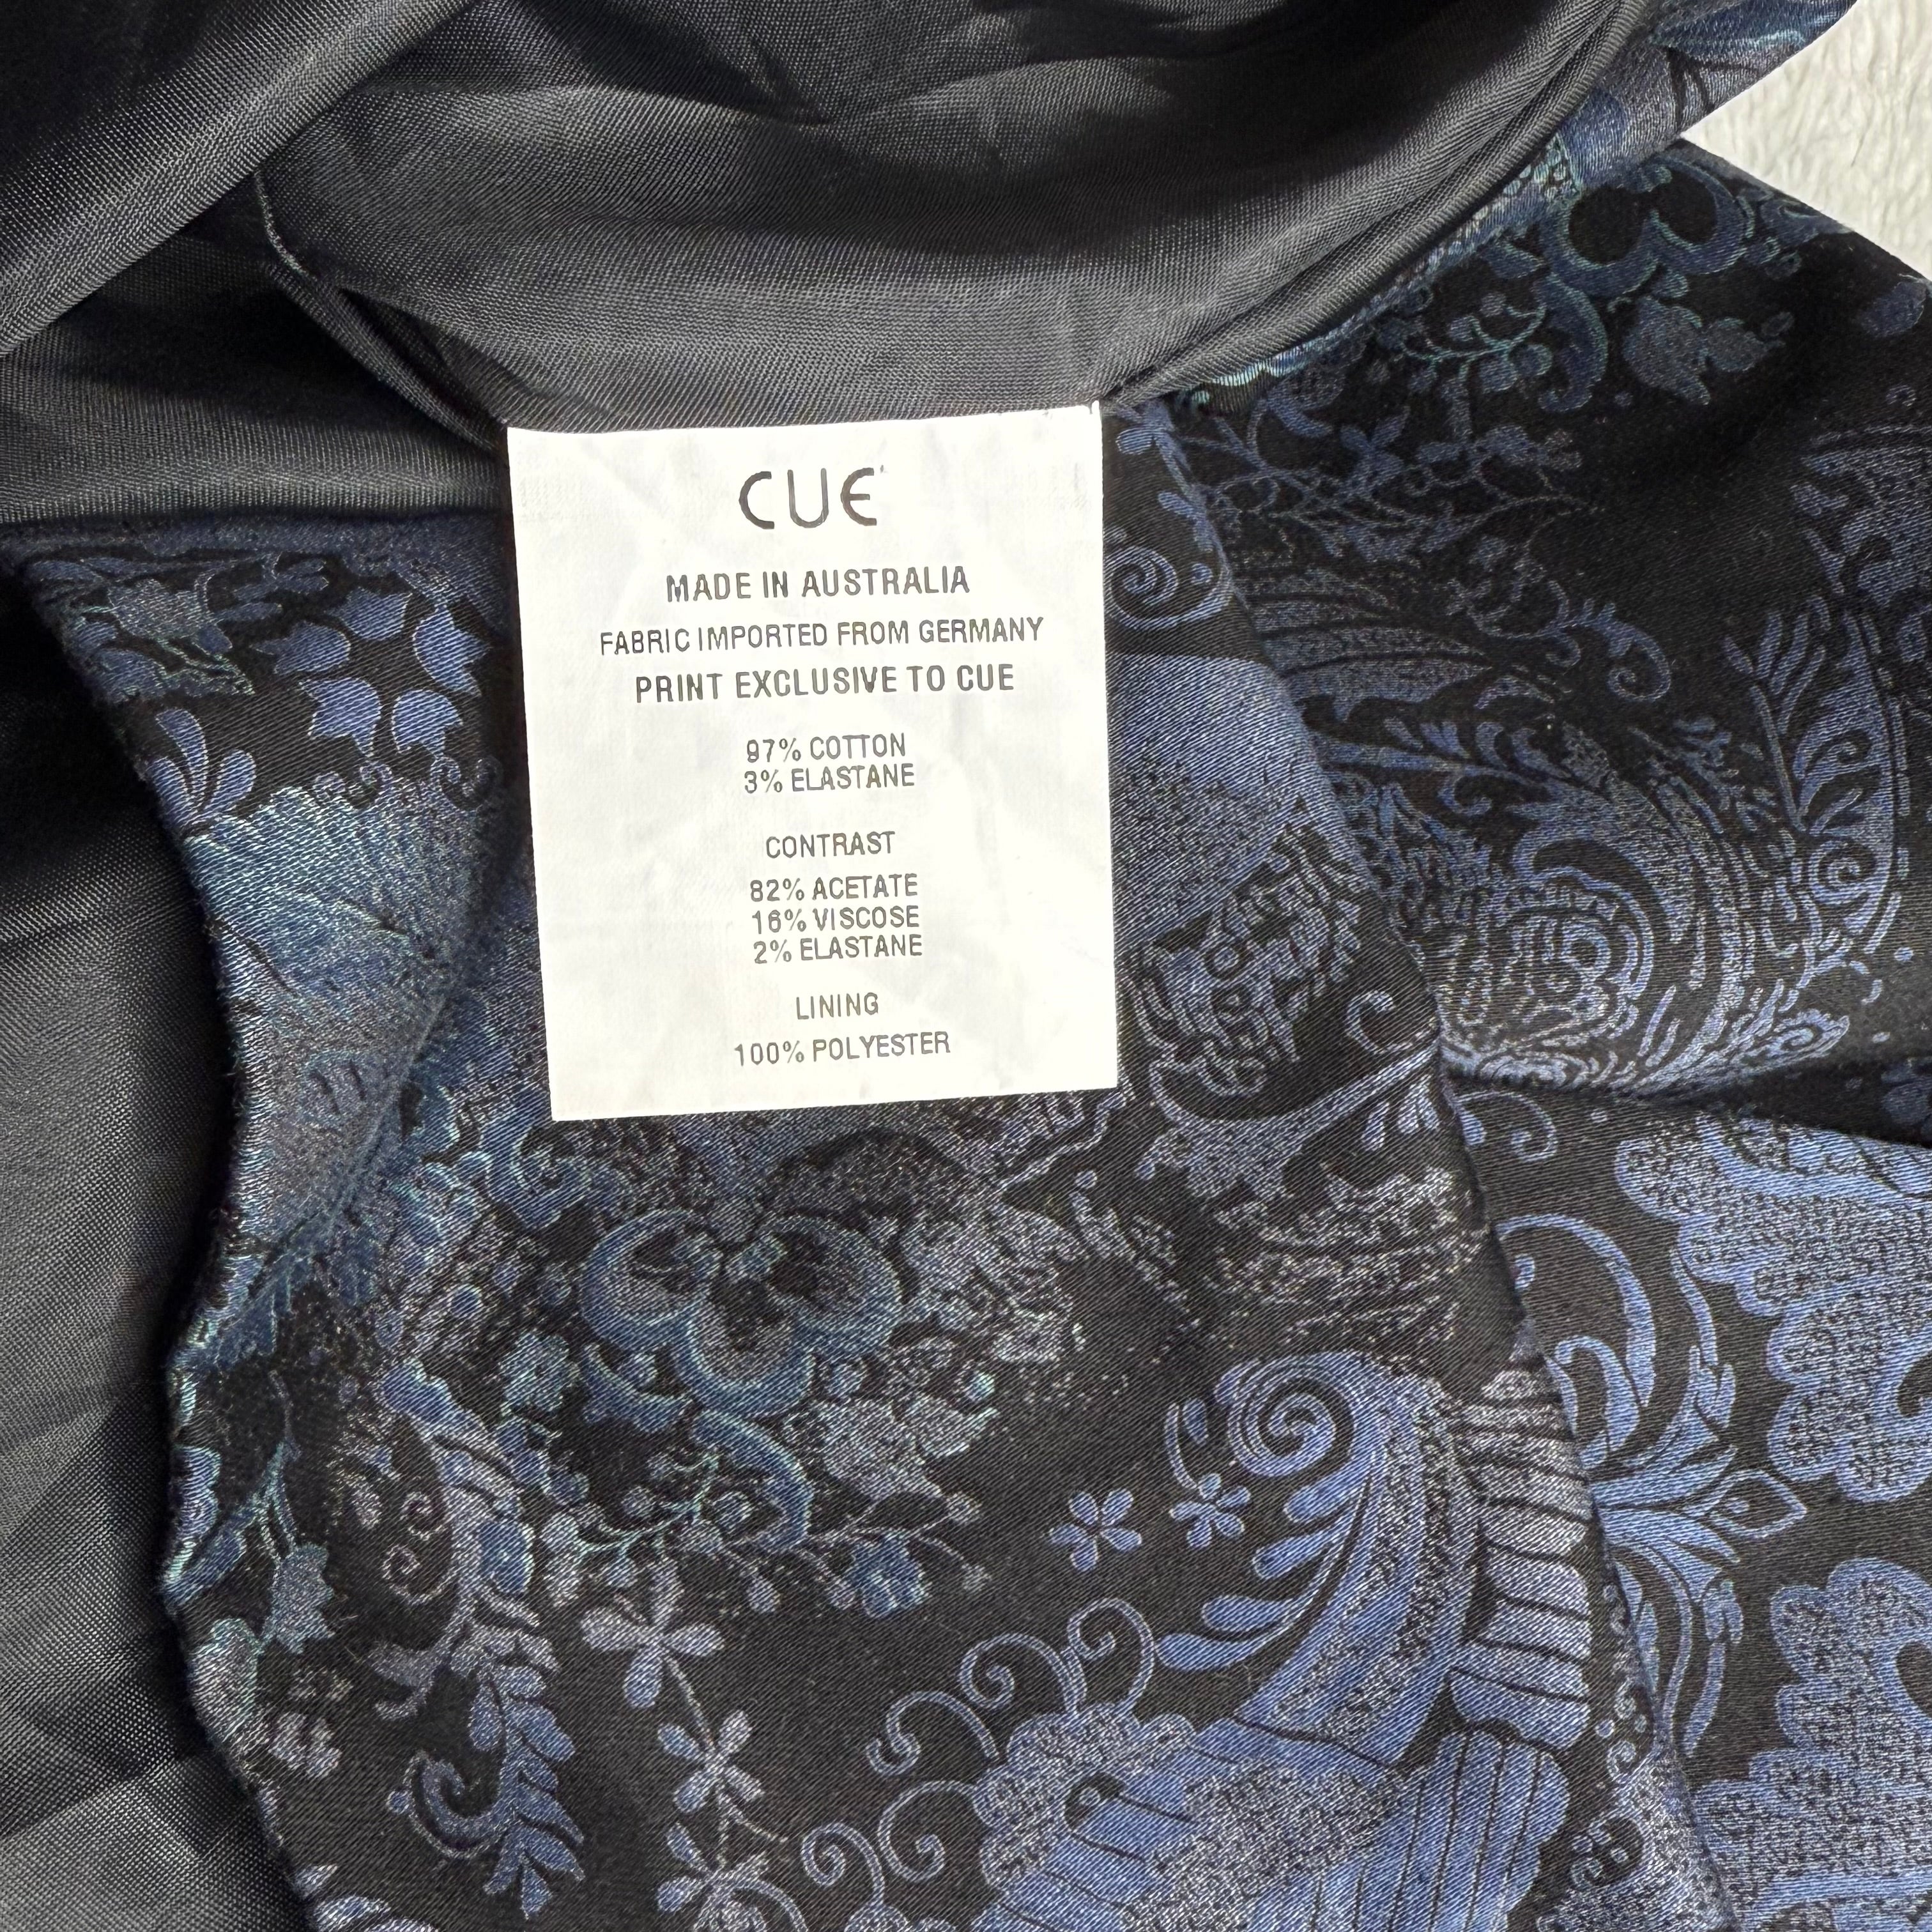 CUE
MADE IN AUSTRALIA
FABRIC IMPORTED FROM GERMANY
PRINT EXCLUSIVE TO CUE
97% COTTON
3% ELASTANE
CONTRAST
82% ACETATE
16% VISCOSE
2% ELASTANE
LINING
100% POLYESTER